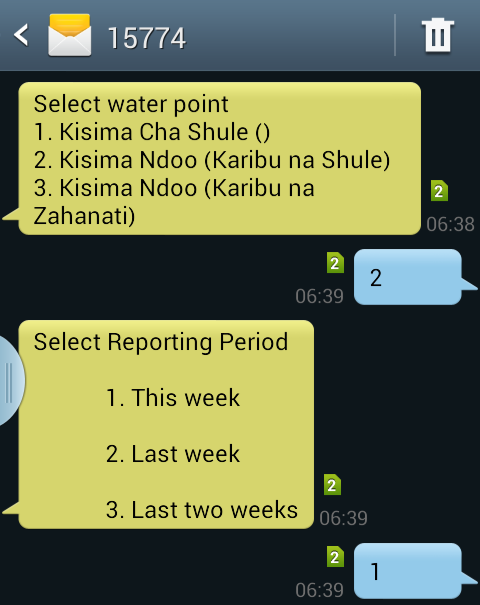 15774
Select water point
1. Kisima Cha Shule ()
2. Kisima Ndoo (Karibu na Shule)
3. Kisima Ndoo (Karibu na
Zahanati)
2
06:38
2
06:39
2
Select Reporting Period
1. This week
2. Last week
3. Last two weeks
2
06:39
2
06:39
1